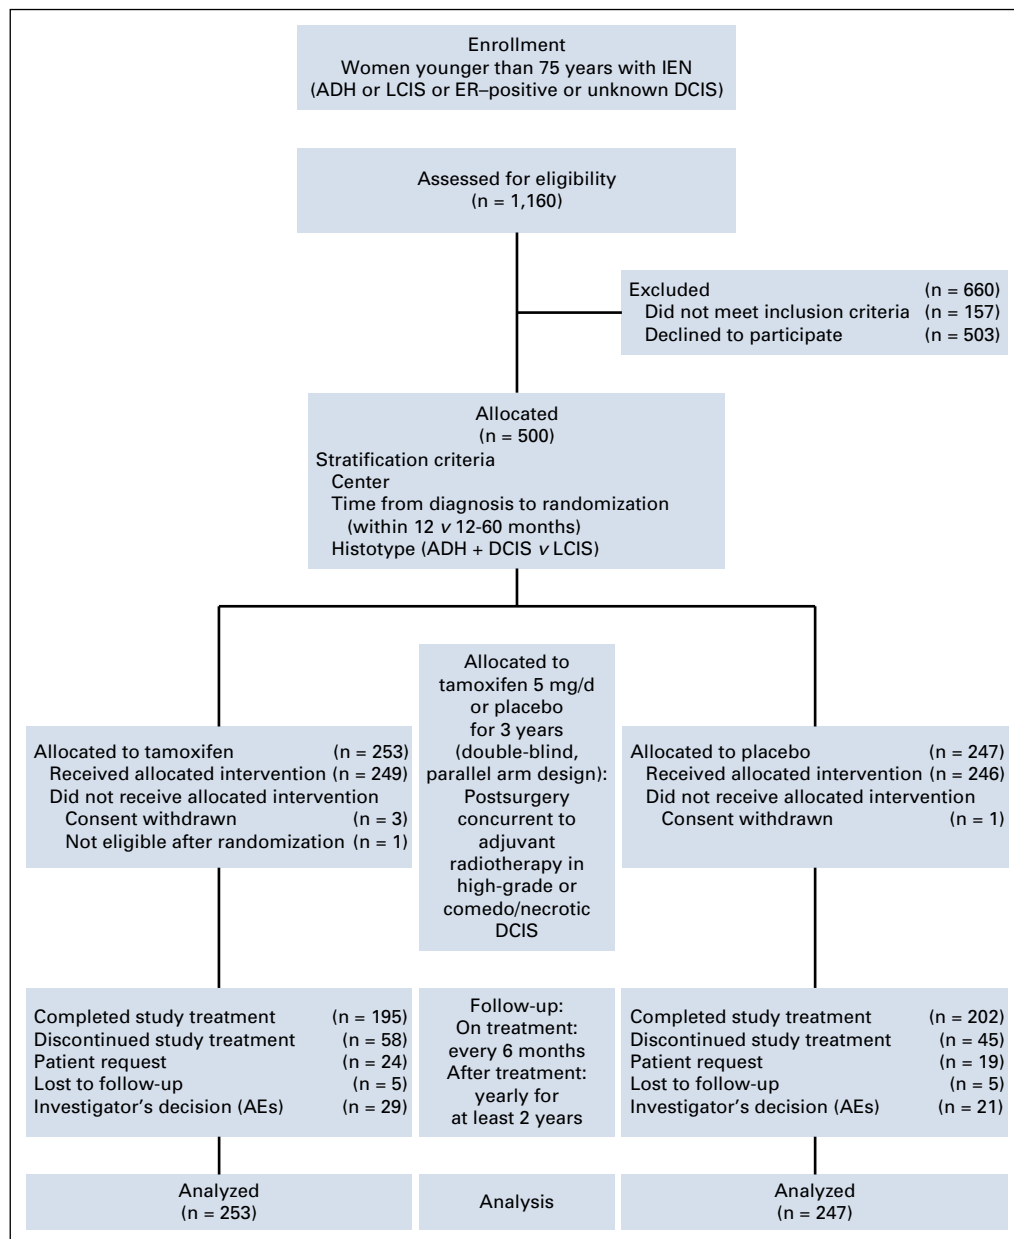 Enrollment
Women younger than 75 years with IEN
(ADH or LCIS or ER–positive or unknown DCIS)
Assessed for eligibility
(n = 1,160)
Excluded (n = 660)
Did not meet inclusion criteria (n = 157)
Declined to participate (n = 503)
Allocated
(n = 500)
Stratification criteria
Center
Time from diagnosis to randomization
(within 12 v 12-60 months)
Histotype (ADH + DCIS v LCIS)
Allocated to tamoxifen (n = 253)
Received allocated intervention (n = 249)
Did not receive allocated intervention
Consent withdrawn (n = 3)
Not eligible after randomization (n = 1)
Allocated to
tamoxifen 5 mg/d
or placebo
for 3 years
(double-blind,
parallel arm design):
Postsurgery
concurrent to
adjuvant
radiotherapy in
high-grade or
comedo/necrotic
DCIS
Allocated to placebo (n = 247)
Received allocated intervention (n = 246)
Did not receive allocated intervention
Consent withdrawn (n = 1)
Completed study treatment (n = 195)
Discontinued study treatment (n = 58)
Patient request (n = 24)
Lost to follow-up (n = 5)
Investigator's decision (AEs) (n = 29)
Follow-up:
On treatment:
every 6 months
After treatment:
yearly for
at least 2 years
Completed study treatment (n = 202)
Discontinued study treatment (n = 45)
Patient request (n = 19)
Lost to follow-up (n = 5)
Investigator's decision (AEs) (n = 21)
Analyzed
(n = 253)
Analysis
Analyzed
(n = 247)